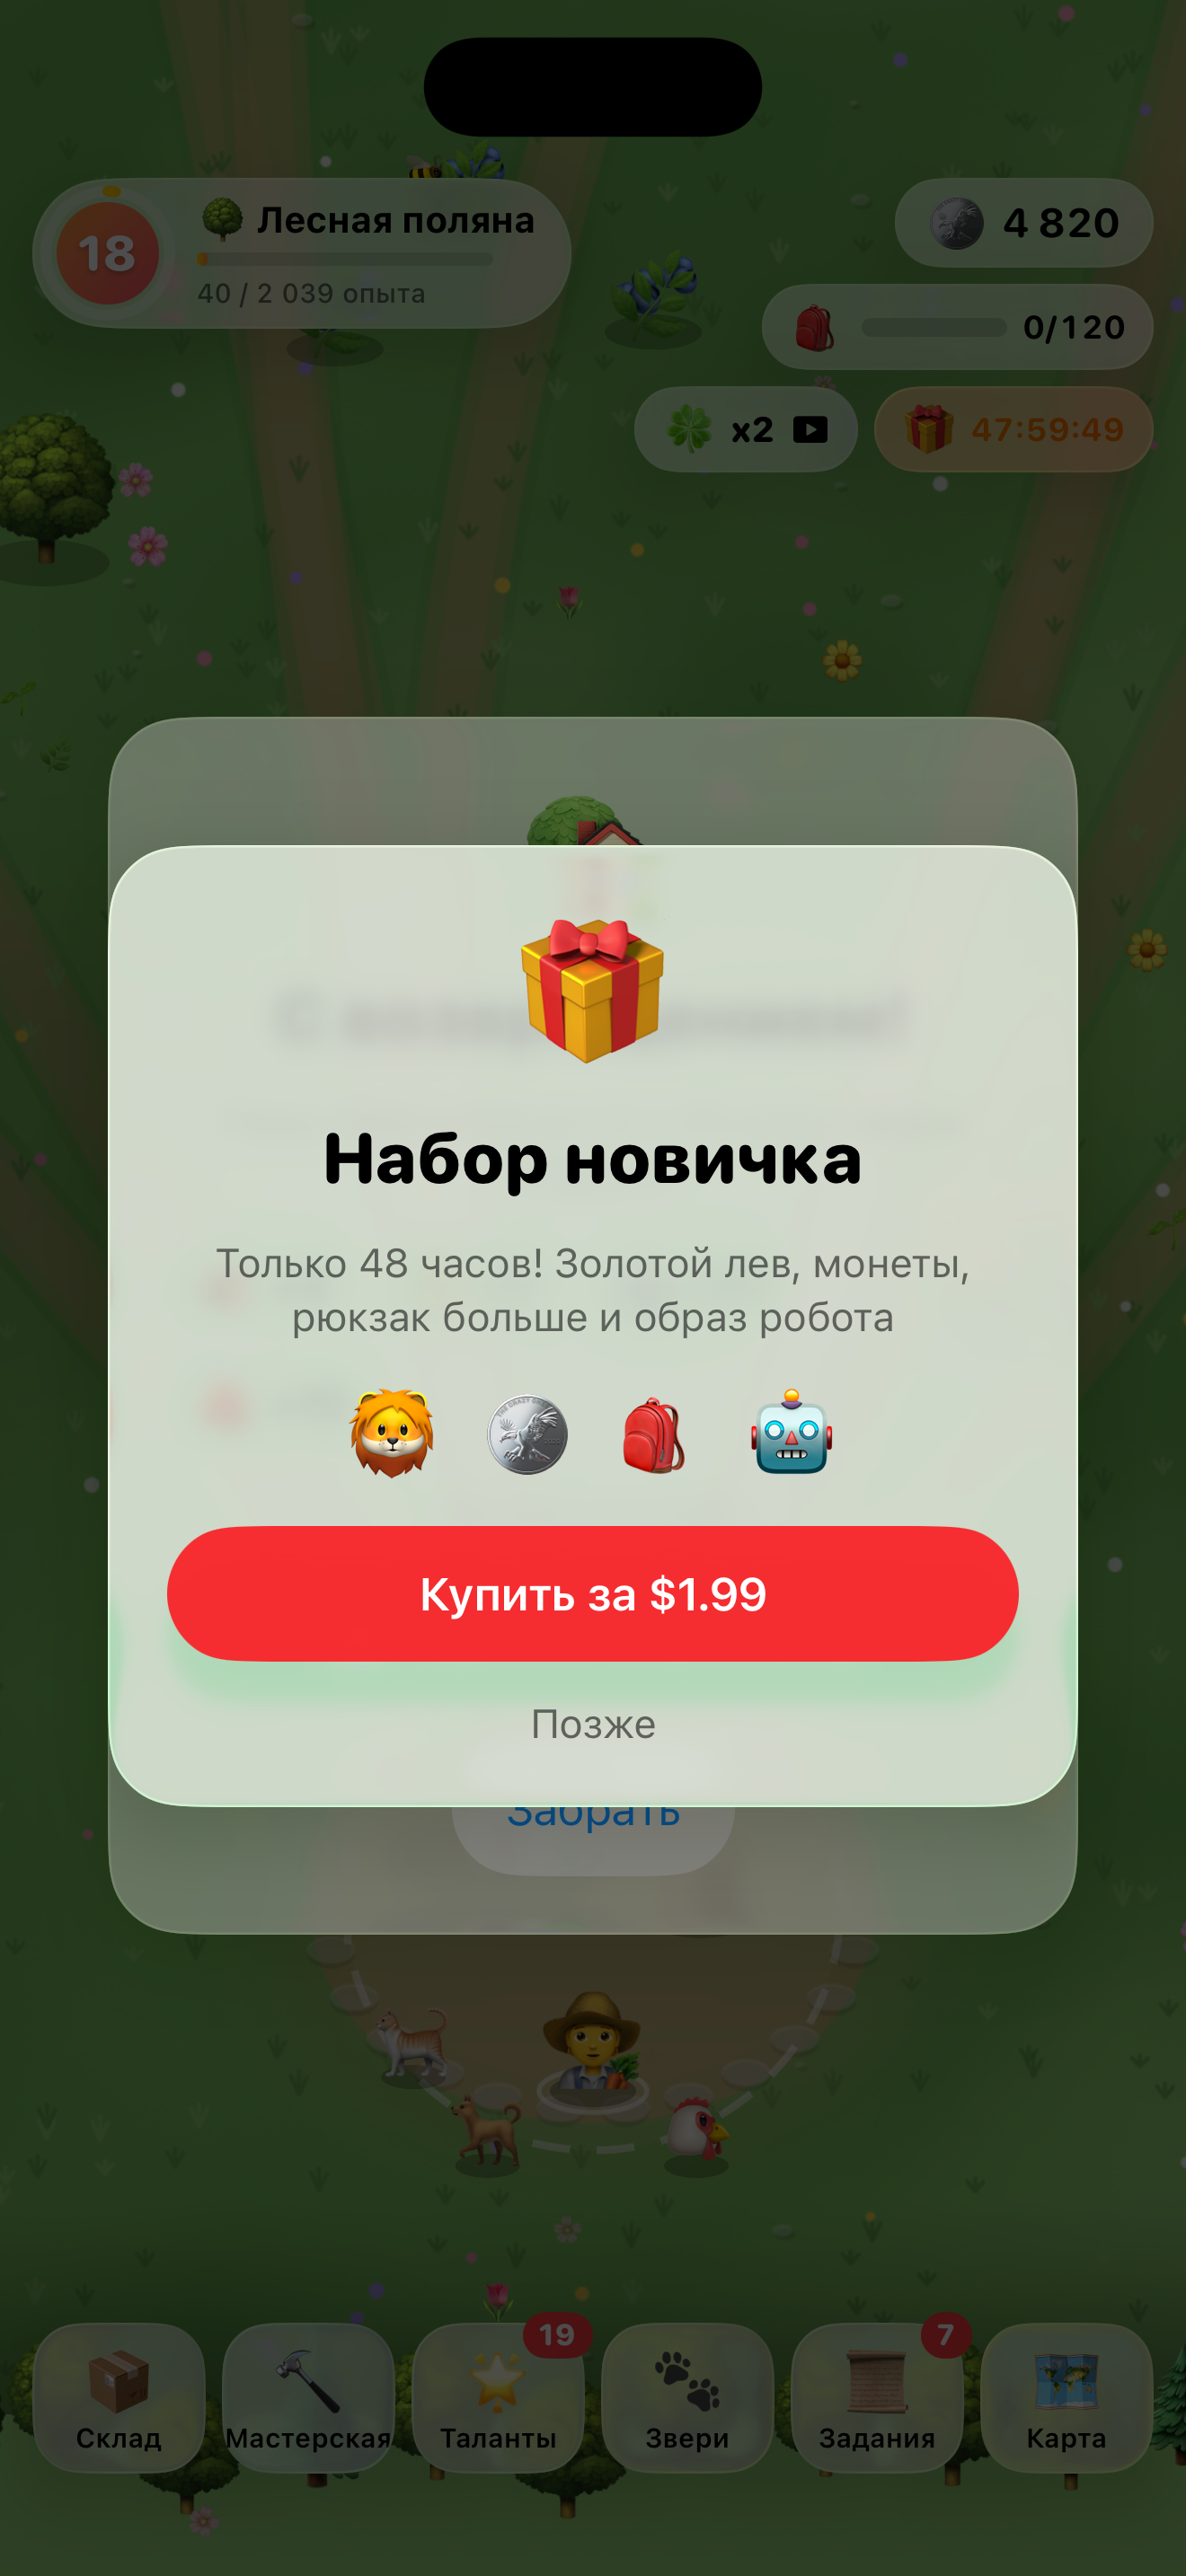 18
Лесная поляна
40 / 2 039 опыта
4 820
0/120
x2
47:59:49
Набор новичка
Только 48 часов! Золотой лев, монеты,
рюкзак больше и образ робота
Купить за $1.99
Позже
Забрать
19
7
Склад
Мастерская
Таланты
Звери
Задания
Карта